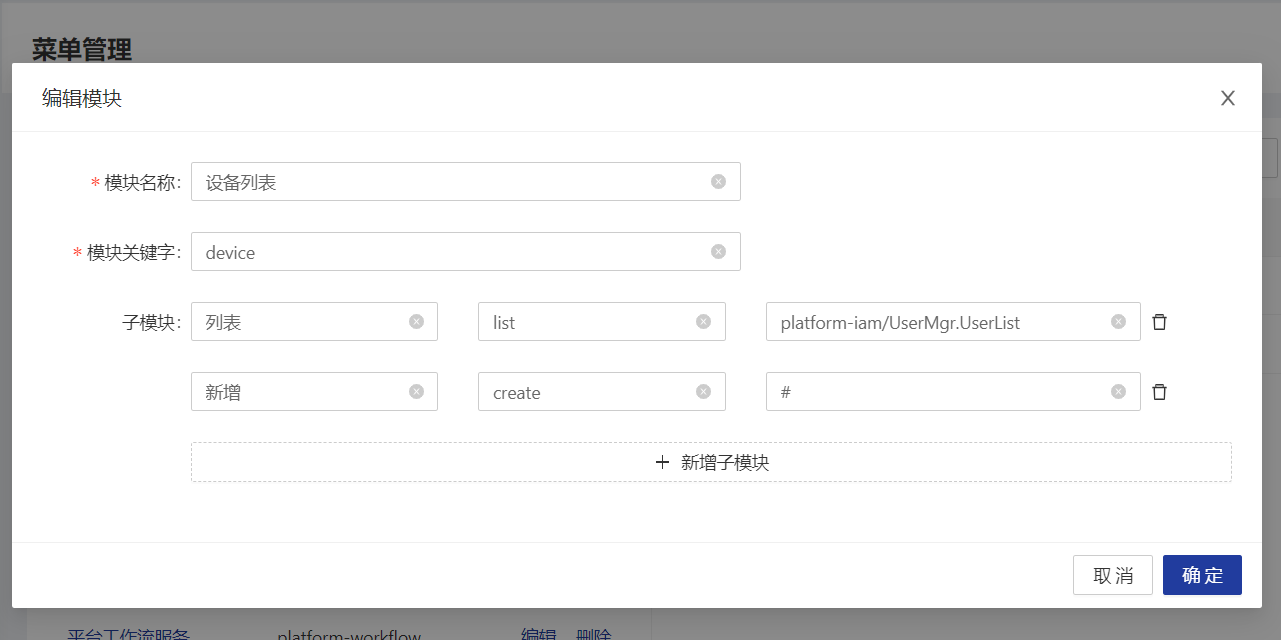 菜单管理
编辑模块
* 模块名称: 设备列表
* 模块关键字: device
子模块: 列表 list platform-iam/UserMgr.UserList
新增 create #
+ 新增子模块
取 消 确 定
平台工作流服务 platform-workflow 编辑 删除